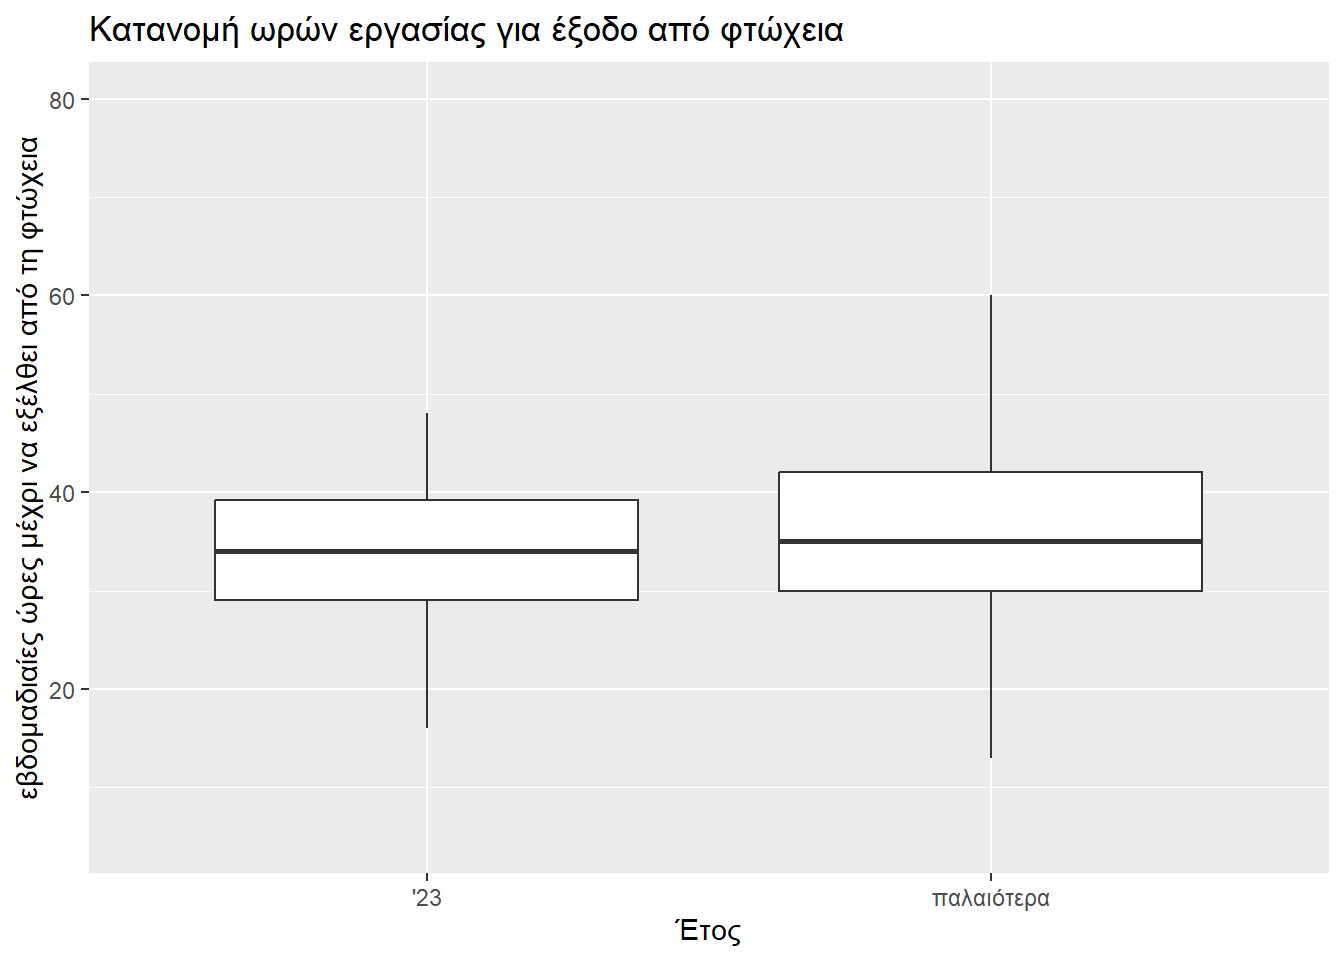 Κατανομή ωρών εργασίας για έξοδο από φτώχεια
εβδομαδιαίες ώρες μέχρι να εξέλθει από τη φτώχεια
80
60
40
20
'23
παλαιότερα
Έτος